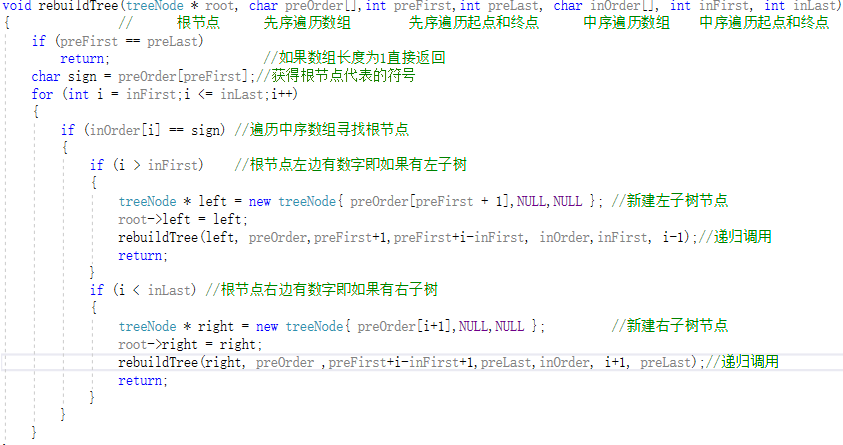 void rebuildTree(treeNode * root, char preOrder[],int preFirst,int preLast, char inOrder[], int inFirst, int inLast)
{ // 根节点 先序遍历数组 先序遍历起点和终点 中序遍历数组 中序遍历起点和终点
if (preFirst == preLast)
return; //如果数组长度为1直接返回
char sign = preOrder[preFirst];//获得根节点代表的符号
for (int i = inFirst;i <= inLast;i++)
{
if (inOrder[i] == sign) //遍历中序数组寻找根节点
{
if (i > inFirst) //根节点左边有数字即如果有左子树
{
treeNode * left = new treeNode{ preOrder[preFirst + 1],NULL,NULL }; //新建左子树节点
root->left = left;
rebuildTree(left, preOrder,preFirst+1,preFirst+i-inFirst, inOrder,inFirst, i-1);//递归调用
return;
}
if (i < inLast) //根节点右边有数字即如果有右子树
{
treeNode * right = new treeNode{ preOrder[i+1],NULL,NULL }; //新建右子树节点
root->right = right;
rebuildTree(right, preOrder ,preFirst+i-inFirst+1,preLast,inOrder, i+1, preLast);//递归调用
return;
}
}
}